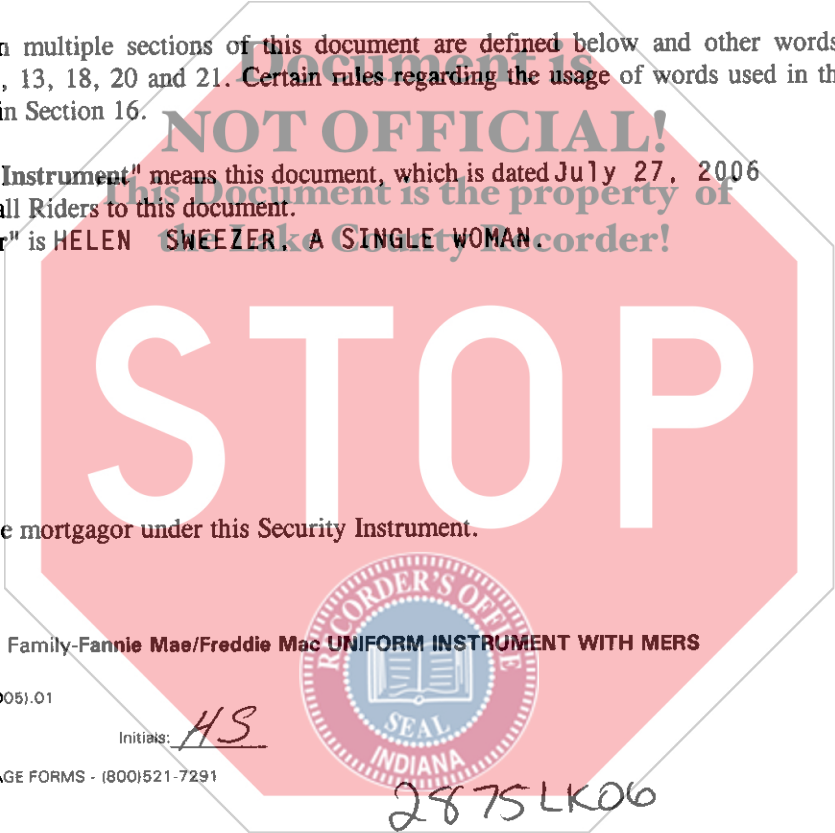 n multiple sections of this document are defined below and other words
, 13, 18, 20 and 21. Certain rules regarding the usage of words used in th
in Section 16.
Document is
NOT OFFICIAL!
This Document is the property of
the Lake County Recorder!
Instrument" means this document, which is dated July 27, 2006
all Riders to this document.
r" is HELEN SWEEZER, A SINGLE WOMAN.
STOP
e mortgagor under this Security Instrument.
RECORDER'S OFFICE
SEAL
INDIANA
Family-Fannie Mae/Freddie Mac UNIFORM INSTRUMENT WITH MERS
005).01
Initials: HS
AGE FORMS - (800)521-7291
2875LK06